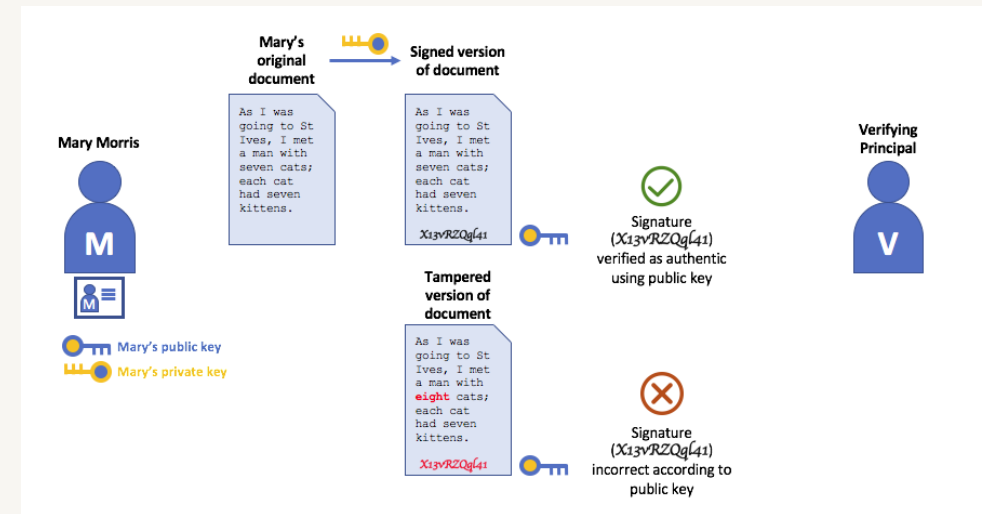 Mary's
original
document
Signed version
of document
As I was
going to St
Ives, I met
a man with
seven cats;
each cat
had seven
kittens.
As I was
going to St
Ives, I met
a man with
seven cats;
each cat
had seven
kittens.
X13vRZQgl41
Mary Morris
M
M
Mary's public key
Mary's private key
Signature
(X13vRZQgl41)
verified as authentic
using public key
Verifying
Principal
V
Tampered
version of
document
As I was
going to St
Ives, I met
a man with
eight cats;
each cat
had seven
kittens.
X13vRZQgl41
Signature
(X13vRZQgl41)
incorrect according to
public key